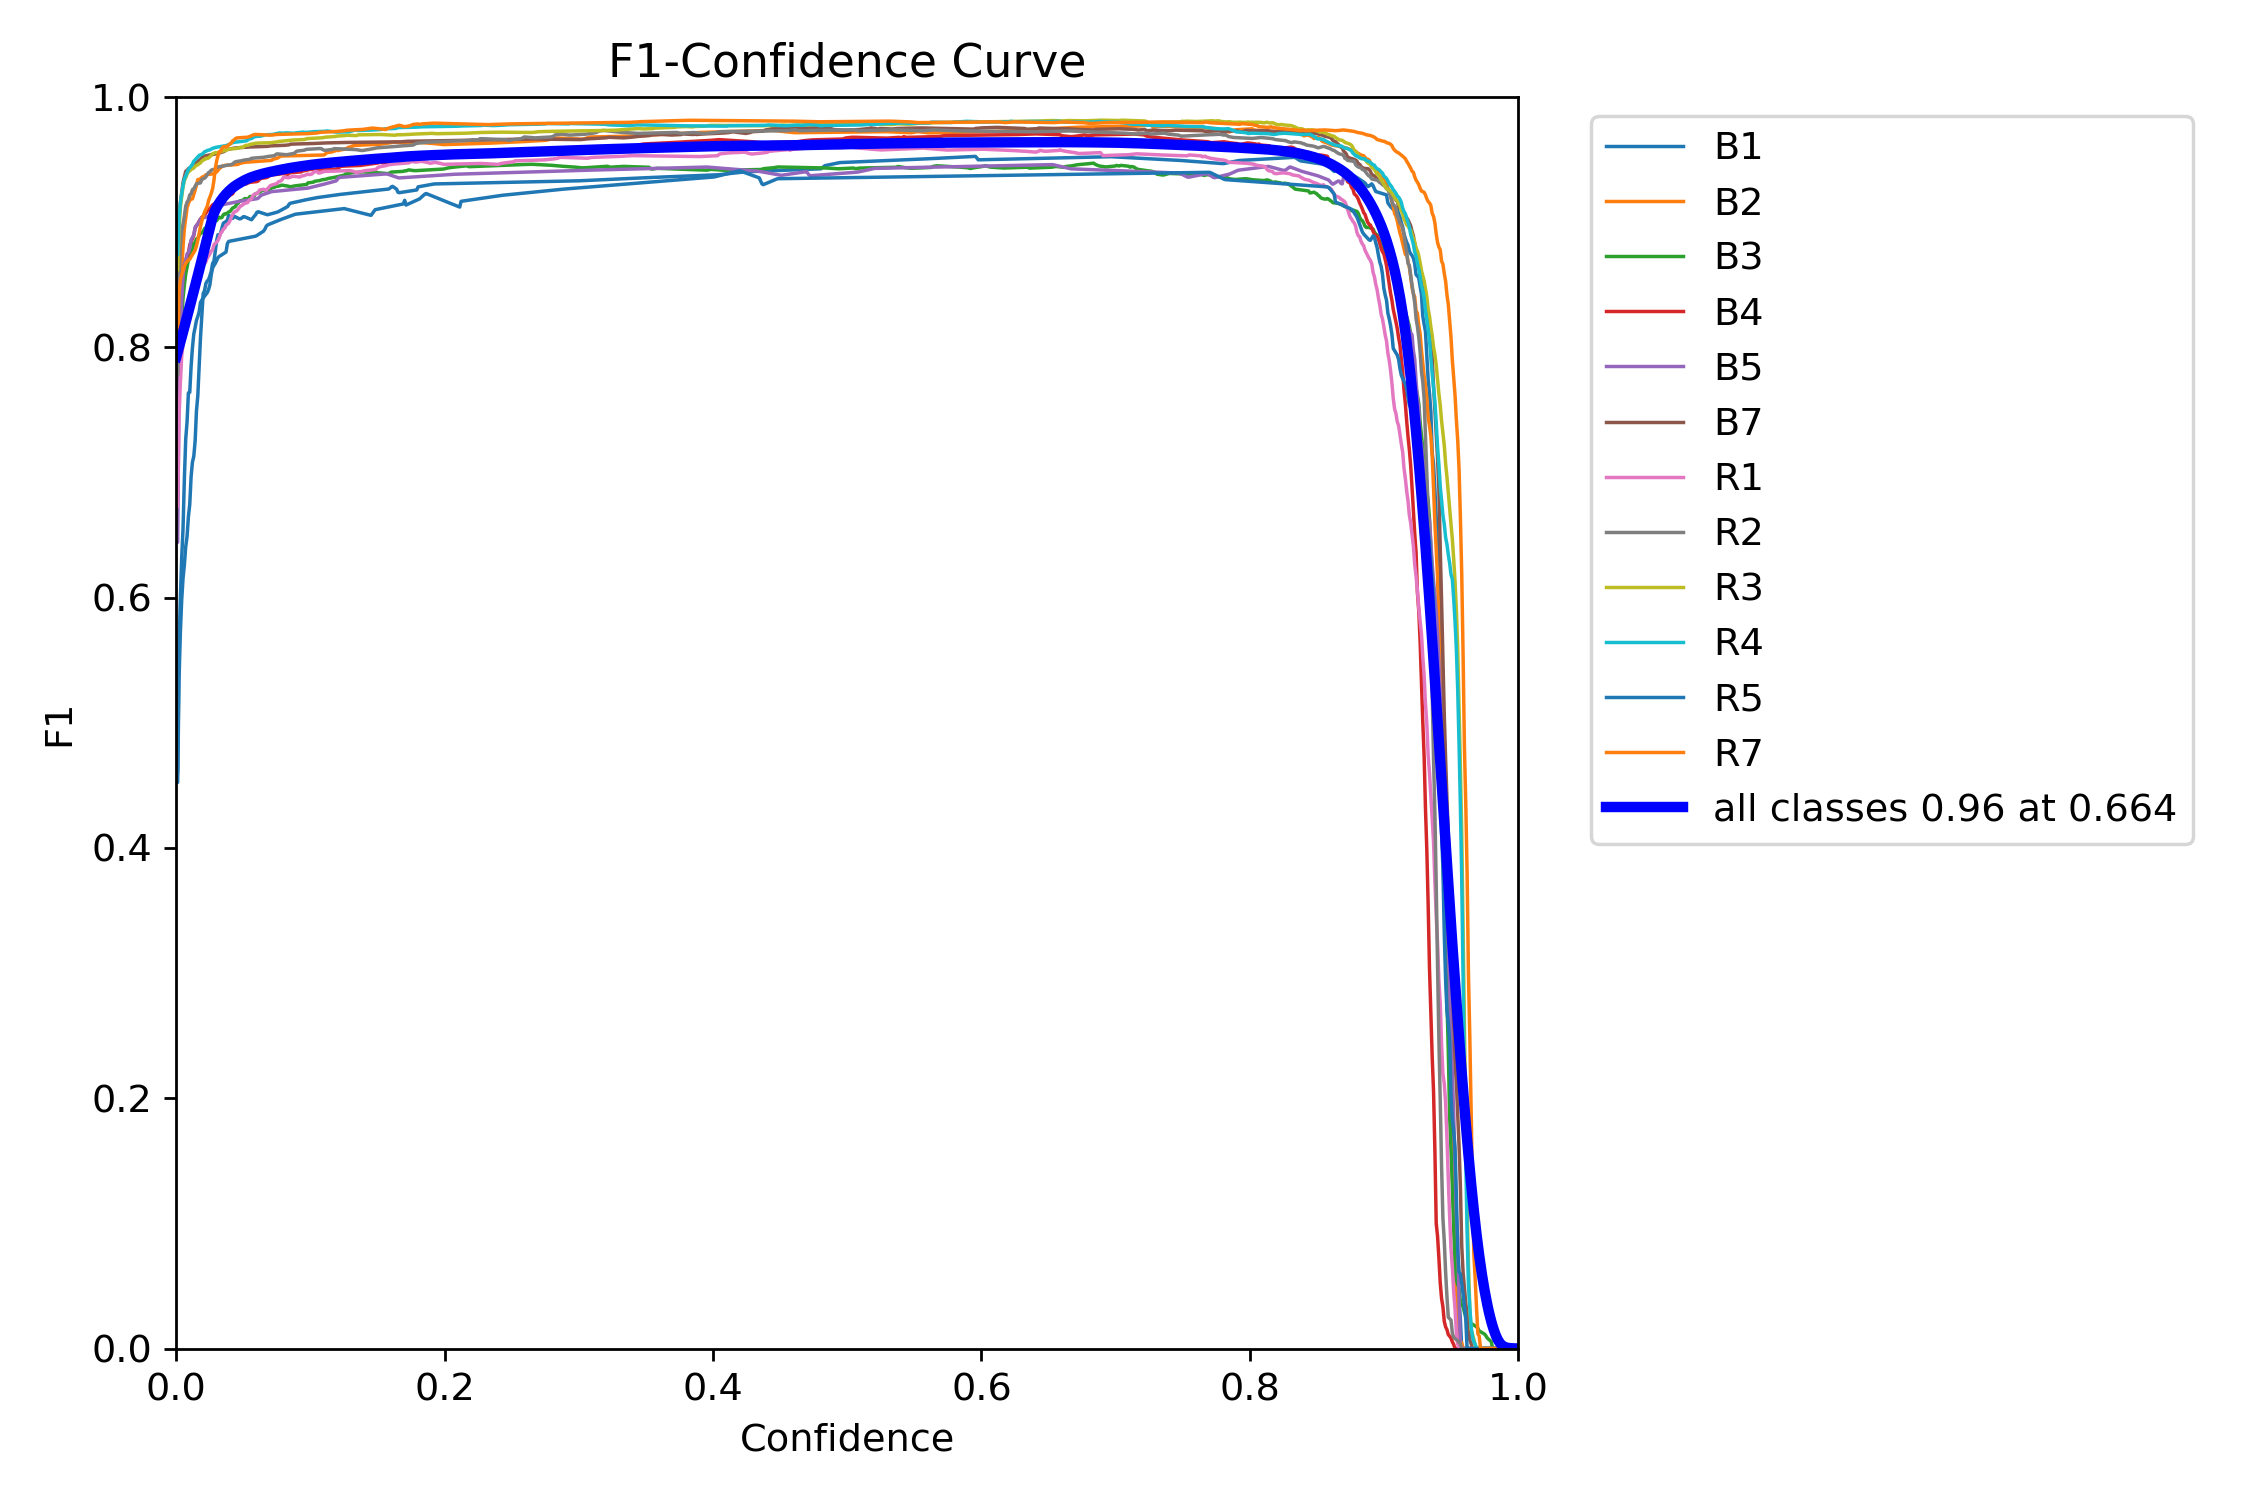 F1-Confidence Curve
1.0
0.8
0.6
0.4
0.2
0.0
F1
0.0 0.2 0.4 0.6 0.8 1.0
Confidence
B1
B2
B3
B4
B5
B7
R1
R2
R3
R4
R5
R7
all classes 0.96 at 0.664